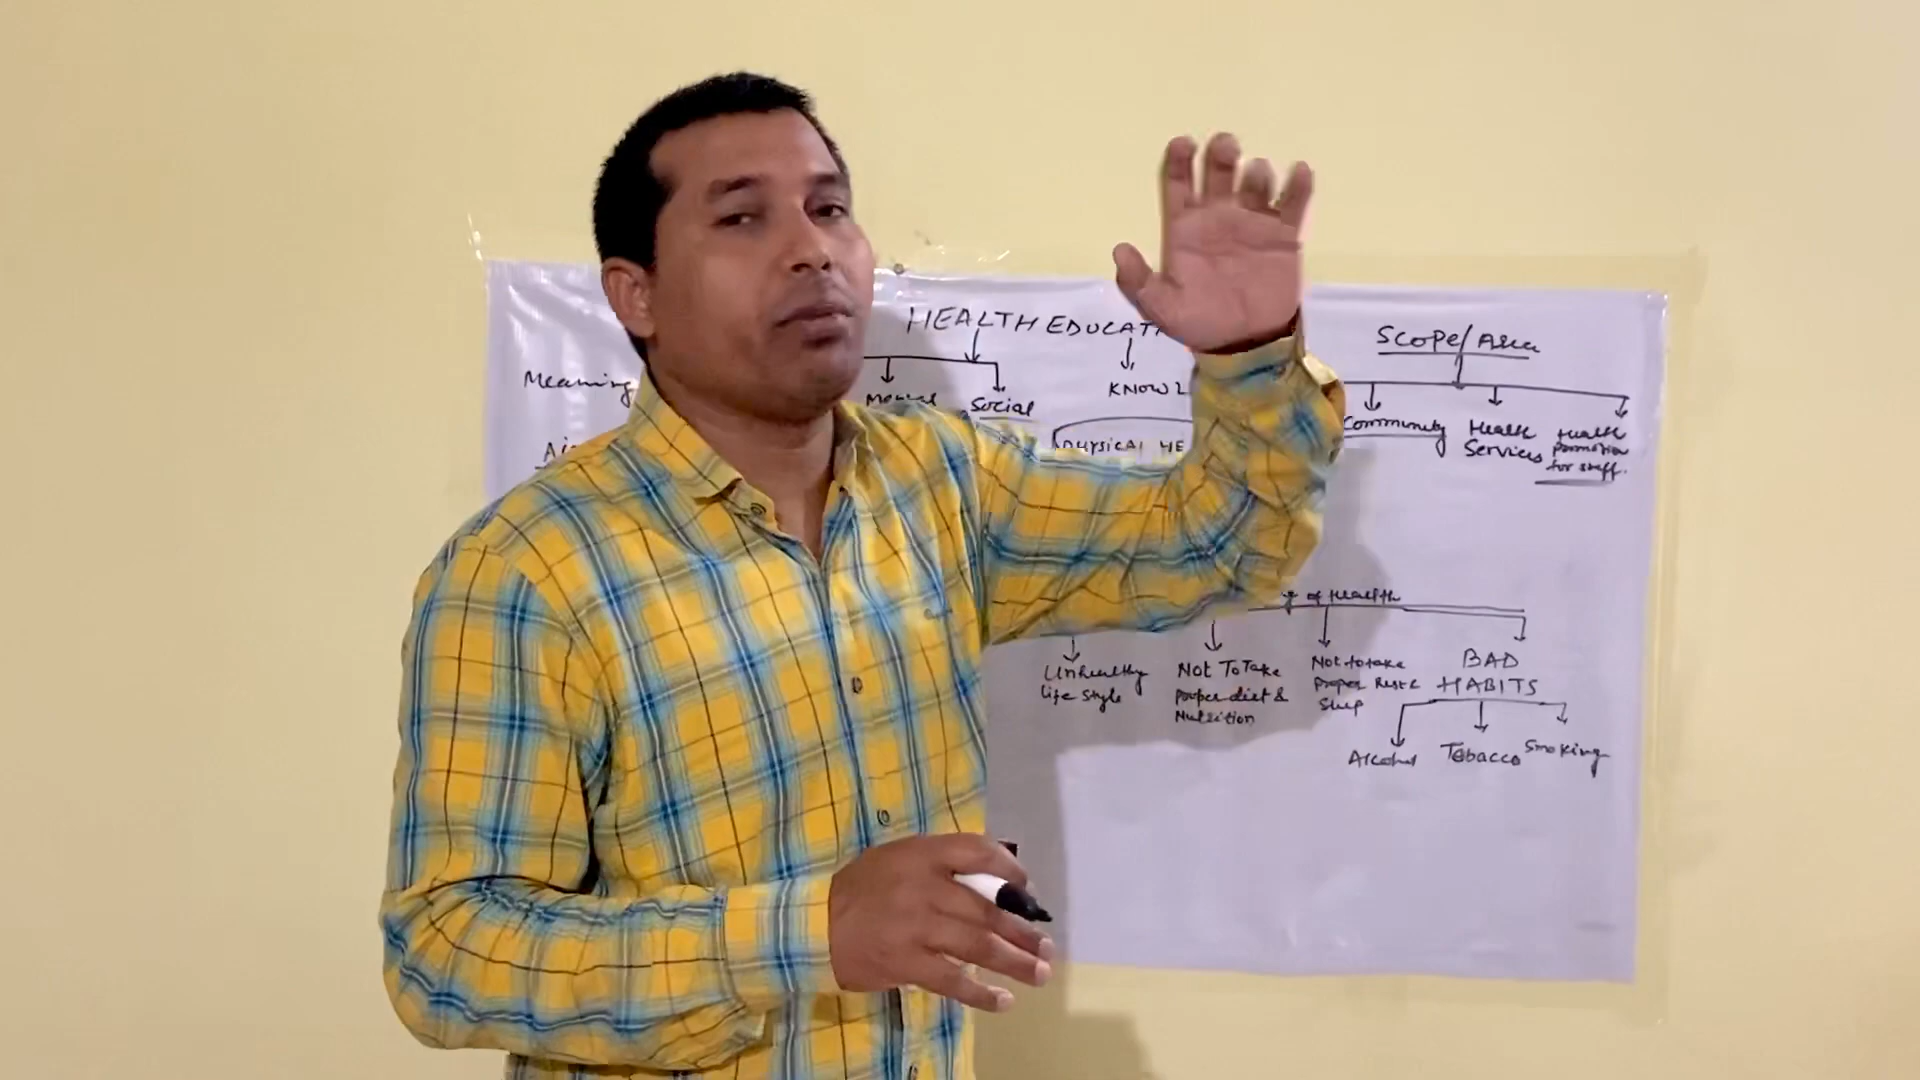 HEALTH EDUCAT
SCOPE/Area
Meaning
Mental
Social
KNOWL
Community
Health
Services
Health
Promotion
for staff.
Ai
PHYSICAL HE
of Health
Unhealthy
life style
Not To Take
proper diet &
Nutrition
Not to take
proper Rest &
Sleep
BAD
HABITS
Alcohol
Tobacco
Smoking